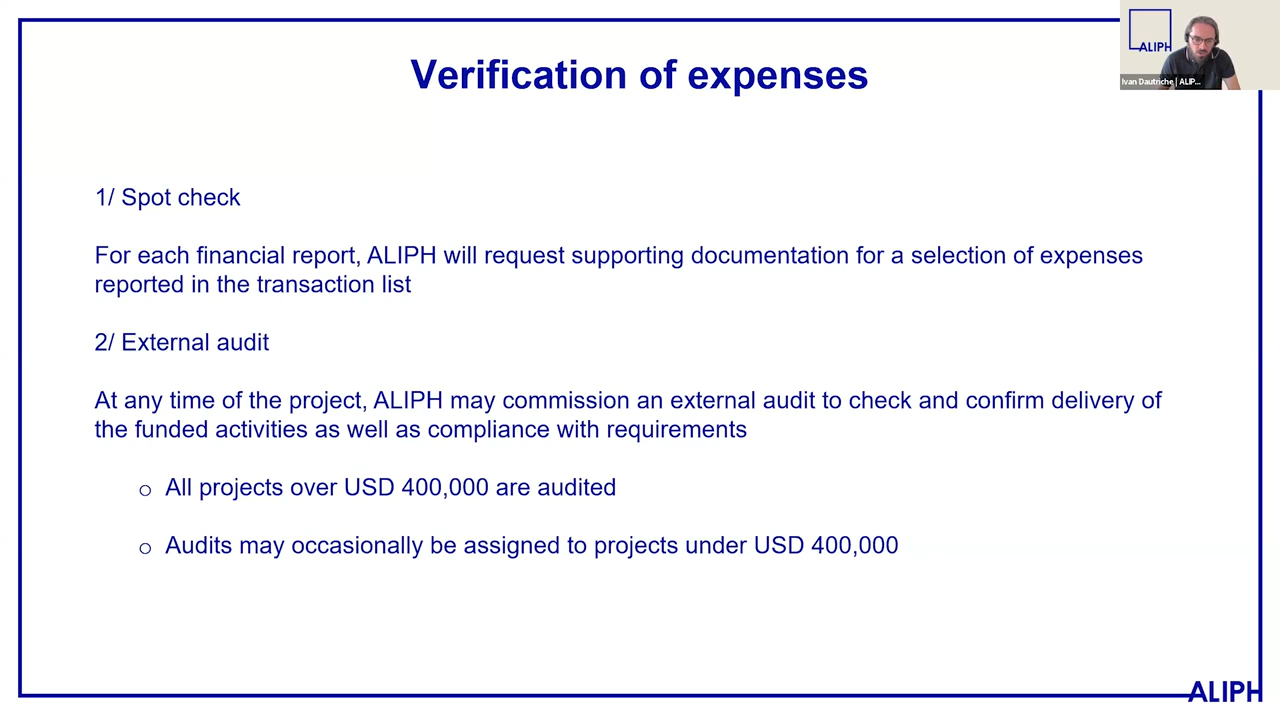 ALIPH
Ivan Dautriche | ALIP...
Verification of expenses
1/ Spot check
For each financial report, ALIPH will request supporting documentation for a selection of expenses
reported in the transaction list
2/ External audit
At any time of the project, ALIPH may commission an external audit to check and confirm delivery of
the funded activities as well as compliance with requirements
o All projects over USD 400,000 are audited
o Audits may occasionally be assigned to projects under USD 400,000
ALIPH